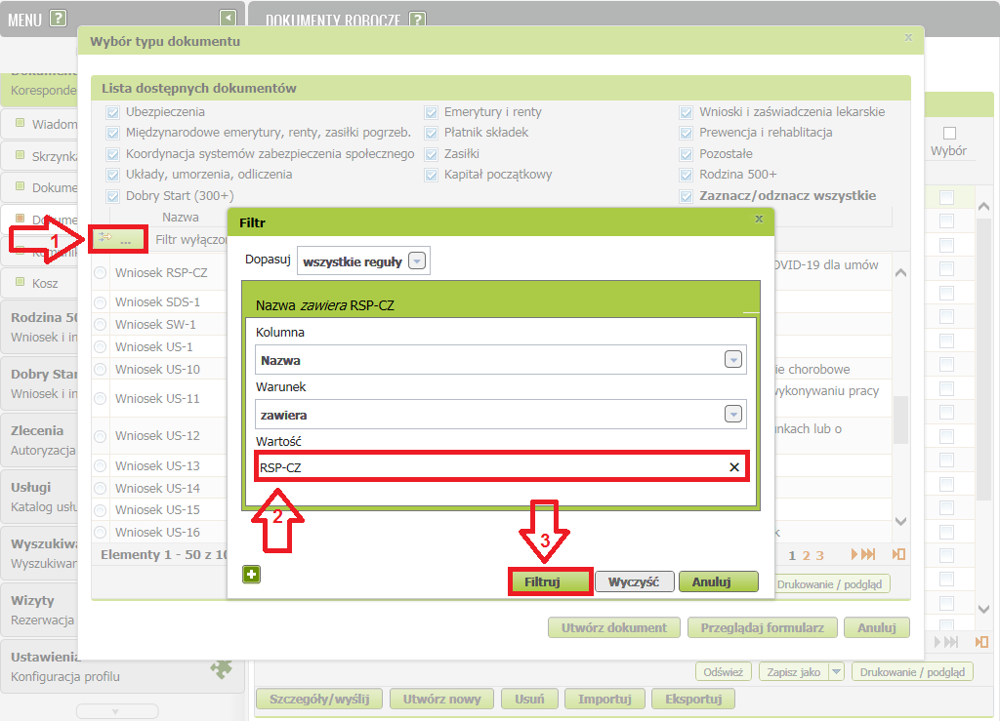 MENU ?
DOKUMENTY ROBOCZE ?
Wybór typu dokumentu x
Lista dostępnych dokumentów
Ubezpieczenia
Emerytury i renty
Wnioski i zaświadczenia lekarskie
Międzynarodowe emerytury, renty, zasiłki pogrzeb.
Płatnik składek
Prewencja i rehabilitacja
Koordynacja systemów zabezpieczenia społecznego
Zasiłki
Pozostałe
Układy, umorzenia, odliczenia
Kapitał początkowy
Rodzina 500+
Dobry Start (300+)
Zaznacz/odznacz wszystkie
Nazwa
...
Filtr wyłączo
Wniosek RSP-CZ
OVID-19 dla umów
Wniosek SDS-1
Wniosek SW-1
Wniosek US-1
Wniosek US-10
ie chorobowe
Wniosek US-11
wykonywaniu pracy
Wniosek US-12
unkach lub o
Wniosek US-13
Wniosek US-14
Wniosek US-15
Wniosek US-16
k
Elementy 1 - 50 z 10
1 2 3
Drukowanie / podgląd
Utwórz dokument
Przeglądaj formularz
Anuluj
Filtr x
Dopasuj
wszystkie reguły
Nazwa zawiera RSP-CZ
Kolumna
Nazwa
Warunek
zawiera
Wartość
RSP-CZ
Filtruj
Wyczyść
Anuluj
1
2
3
Koresponde
Wiadom
Skrzynk
Dokume
Dokume
Komunik
Kosz
Rodzina 50
Wniosek i in
Dobry Star
Wniosek i in
Zlecenia
Autoryzacja
Usługi
Katalog usłu
Wyszukiwa
Wyszukiwar
Wizyty
Rezerwacja
Ustawienia
Konfiguracja profilu
Wybór
Odśwież
Zapisz jako
Drukowanie / podgląd
Szczegóły/wyślij
Utwórz nowy
Usuń
Importuj
Eksportuj